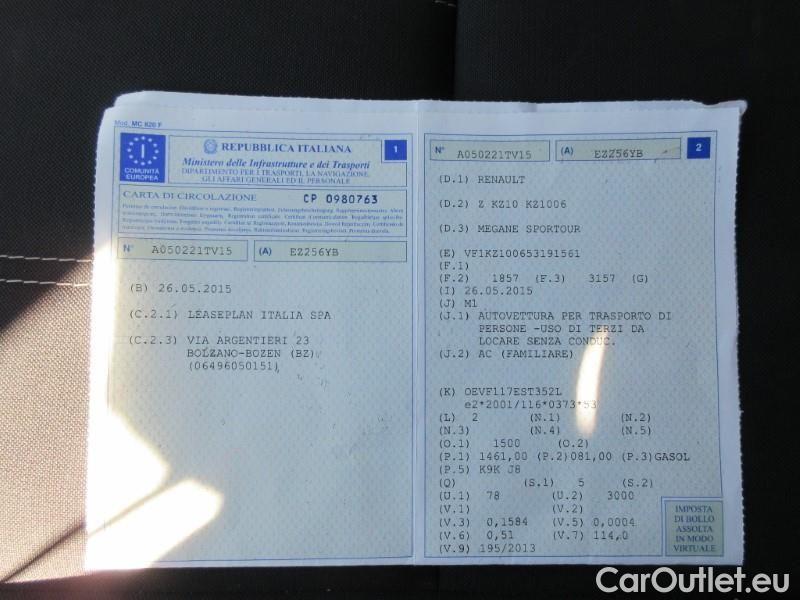 Mod. MC 820 F
I
COMUNITÀ
EUROPEA
REPUBBLICA ITALIANA
Ministero delle Infrastrutture e dei Trasporti
DIPARTIMENTO PER I TRASPORTI, LA NAVIGAZIONE,
GLI AFFARI GENERALI ED IL PERSONALE
1
CARTA DI CIRCOLAZIONE CP 0980763
N° A050221TV15 (A) EZ256YB
(B) 26.05.2015
(C.2.1) LEASEPLAN ITALIA SPA
(C.2.3) VIA ARGENTIERI 23
BOLZANO-BOZEN (BZ)
(06496050151)
N° A050221TV15 (A) EZ256YB 2
(D.1) RENAULT
(D.2) Z KZ10 KZ1006
(D.3) MEGANE SPORTOUR
(E) VF1KZ100653191561
(F.1)
(F.2) 1857 (F.3) 3157 (G)
(I) 26.05.2015
(J) M1
(J.1) AUTOVETTURA PER TRASPORTO DI
PERSONE -USO DI TERZI DA
LOCARE SENZA CONDUC.
(J.2) AC (FAMILIARE)
(K) OEVF117EST352L
e2*2001/116*0373*53
(L) 2 (N.1) (N.2)
(N.3) (N.4) (N.5)
(O.1) 1500 (O.2)
(P.1) 1461,00 (P.2)081,00 (P.3)GASOL
(P.5) K9K J8
(Q) (S.1) 5 (S.2)
(U.1) 78 (U.2) 3000
(V.1) (V.2)
(V.3) 0,1584 (V.5) 0,0004
(V.6) 0,51 (V.7) 114,0
(V.9) 195/2013
IMPOSTA
DI BOLLO
ASSOLTA
IN MODO
VIRTUALE
CarOutlet.eu